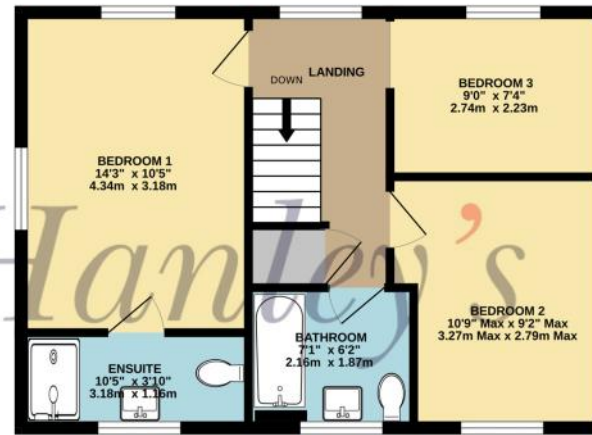 LANDING
DOWN
BEDROOM 3
9'0" x 7'4"
2.74m x 2.23m
BEDROOM 1
14'3" x 10'5"
4.34m x 3.18m
Hanley's
BEDROOM 2
10'9" Max x 9'2" Max
3.27m Max x 2.79m Max
BATHROOM
7'1" x 6'2"
2.16m x 1.87m
ENSUITE
10'5" x 3'10"
3.18m x 1.16m